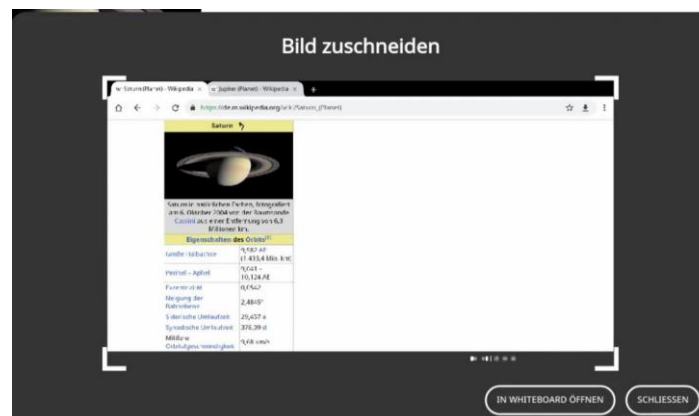 Bild zuschneiden
Saturn (Planet) - Wikipedia × Jupiter (Planet) - Wikipedia × +
https://de.m.wikipedia.org/wiki/Saturn_(Planet)
Saturn
Saturn in natürlichen Farben, fotografiert
am 6. Oktober 2004 von der Raumsonde
Cassini aus einer Entfernung von 6,3
Millionen km.
Eigenschaften des Orbits
Große Halbachse 9,582 AE
(1.433,4 Mio. km)
Perihel – Aphel 9,041 –
10,124 AE
Exzentrizität 0,0542
Neigung der
Bahnebene 2,4845°
Siderische Umlaufzeit 29,457 a
Synodische Umlaufzeit 378,09 d
Mittlere
Orbitalgeschwindigkeit 9,68 km/s
IN WHITEBOARD ÖFFNEN
SCHLIESSEN